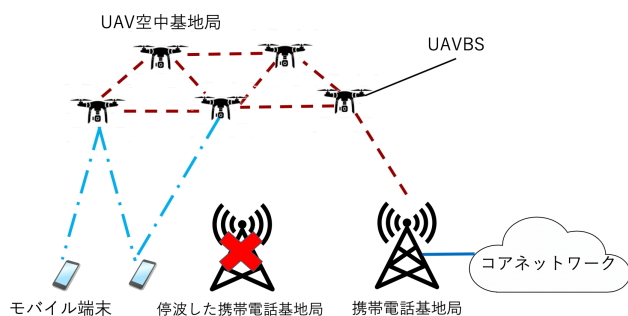 UAV空中基地局
UAVBS
コアネットワーク
モバイル端末
停波した携帯電話基地局
携帯電話基地局